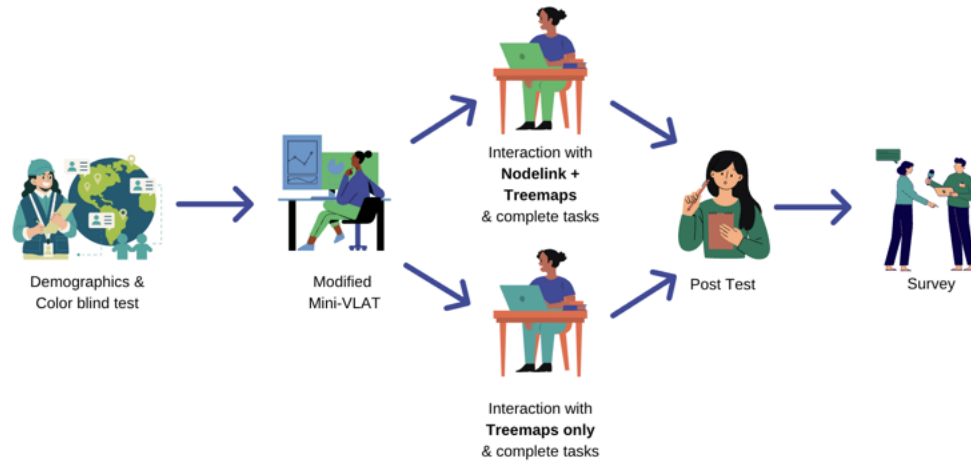 Demographics &
Color blind test
Modified
Mini-VLAT
Interaction with
Nodelink +
Treemaps
& complete tasks
Interaction with
Treemaps only
& complete tasks
Post Test
Survey